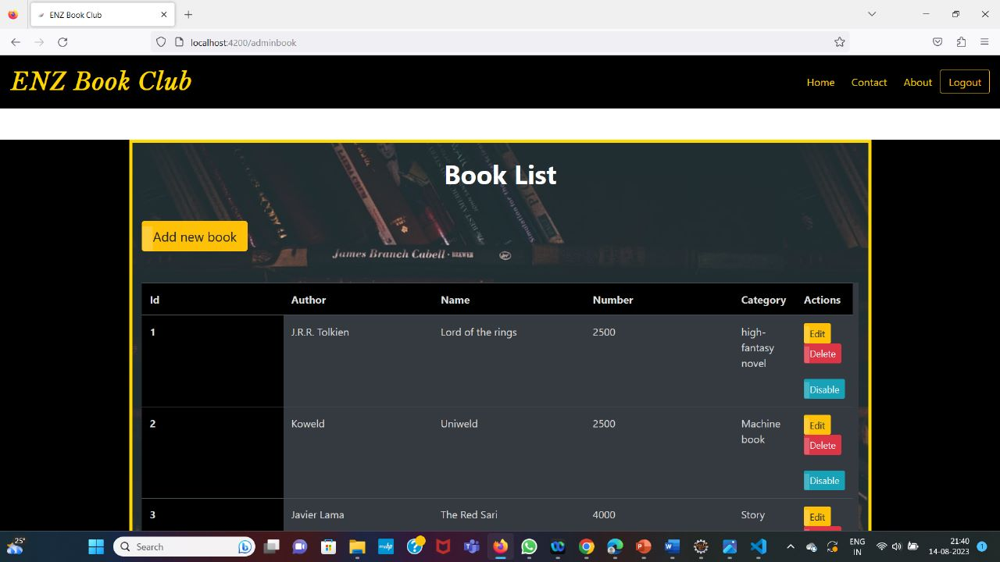 ENZ Book Club
localhost:4200/adminbook
ENZ Book Club
Home Contact About Logout
Book List
Add new book
James Branch Cabell • BREWER
Id Author Name Number Category Actions
1 J.R.R. Tolkien Lord of the rings 2500 high-fantasy novel Edit
Delete
Disable
2 Koweld Uniweld 2500 Machine book Edit
Delete
Disable
3 Javier Lama The Red Sari 4000 Story Edit
25°
Search
ENG
IN
21:40
14-08-2023
1